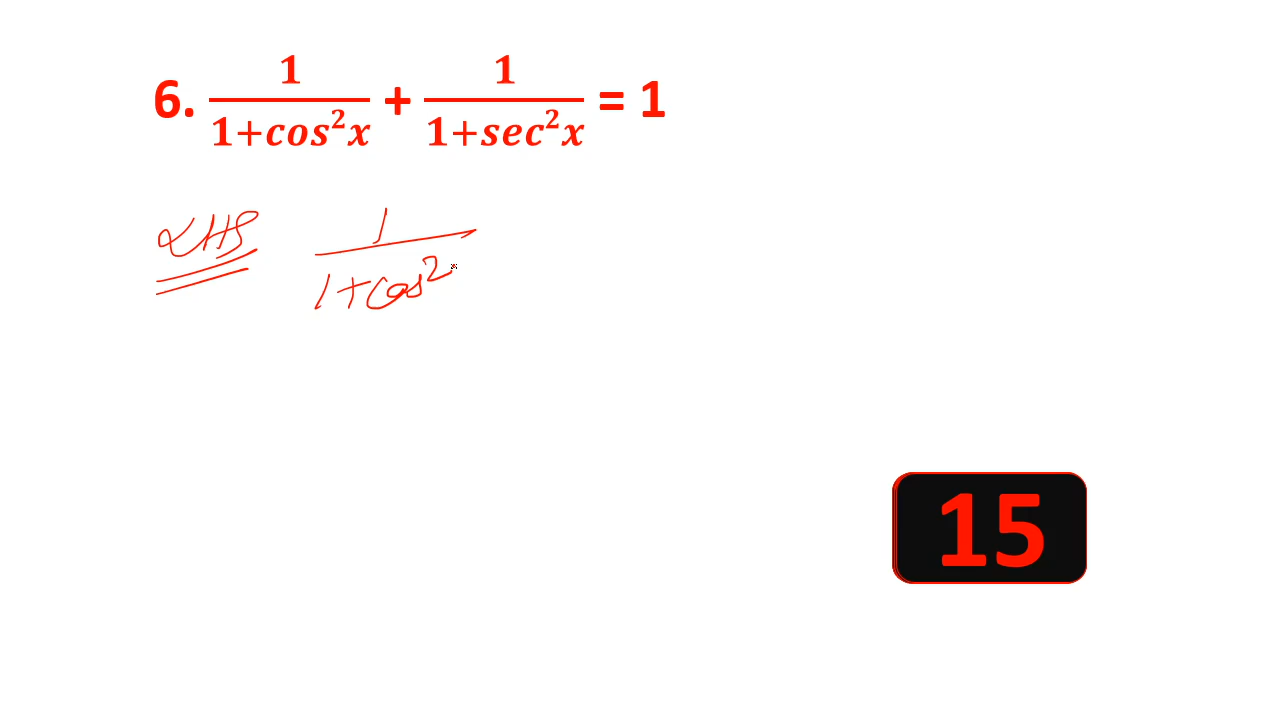 6. 1/(1+cos²x) + 1/(1+sec²x) = 1
LHS 1/(1+cos²
15